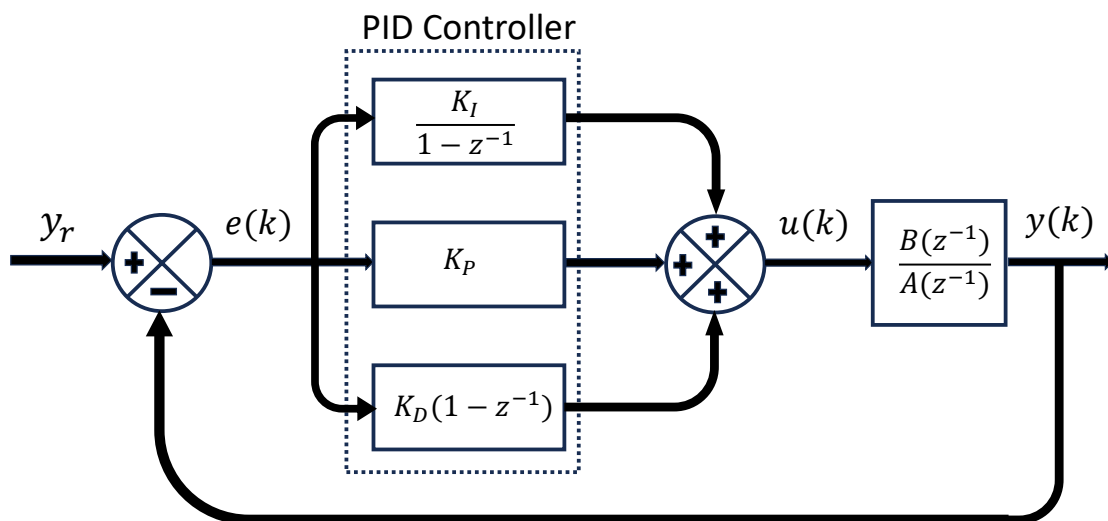 PID Controller
K_I
1 − z^{−1}
y_r
+
−
e(k)
K_P
K_D(1 − z^{−1})
+
+
+
u(k)
B(z^{−1})
A(z^{−1})
y(k)